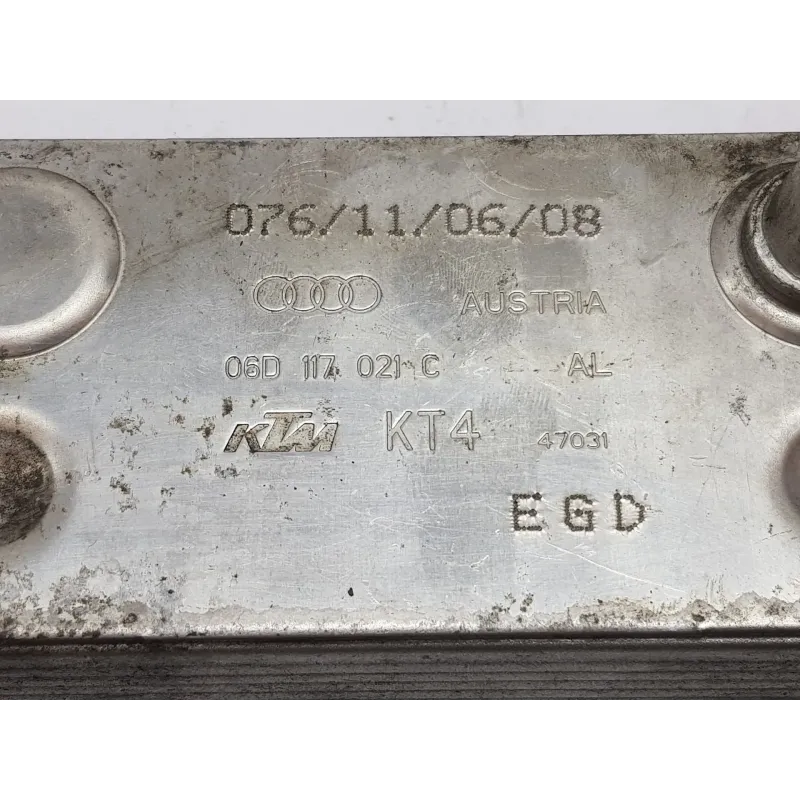 076/11/06/08
AUSTRIA
06D 117 021 C AL
KTM KT4 47031
EGD